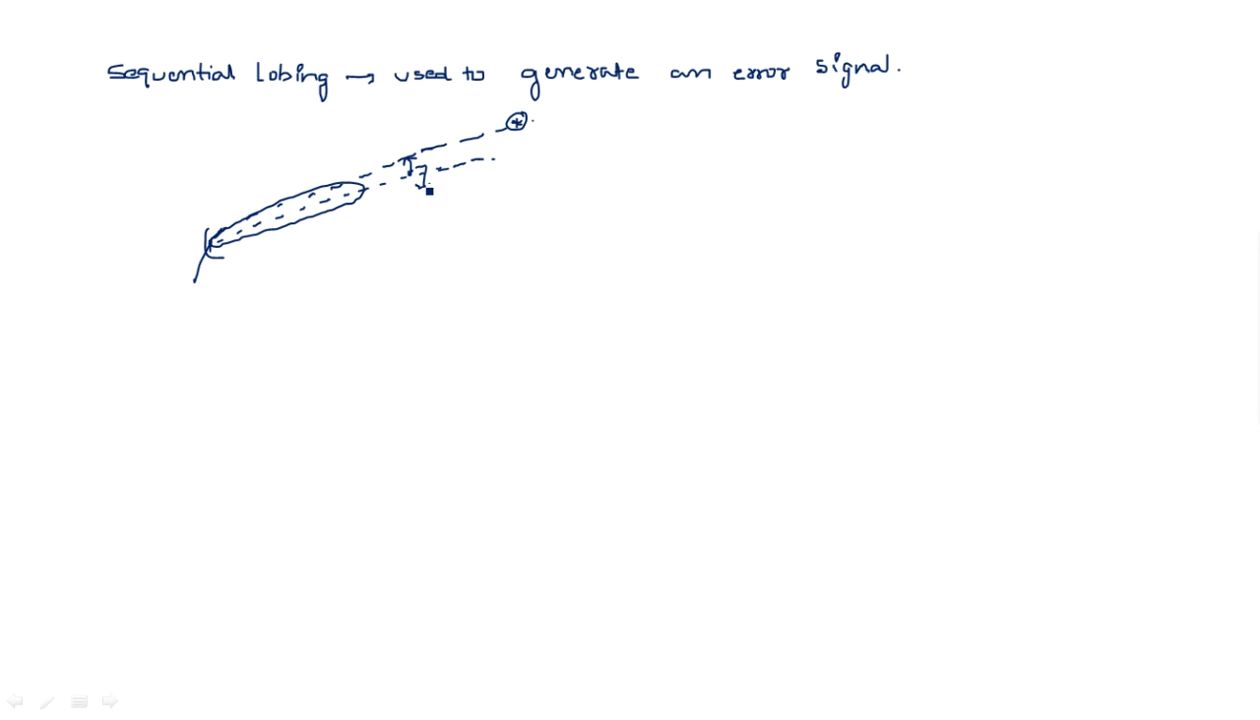 Sequential Lobing → used to generate an error signal.